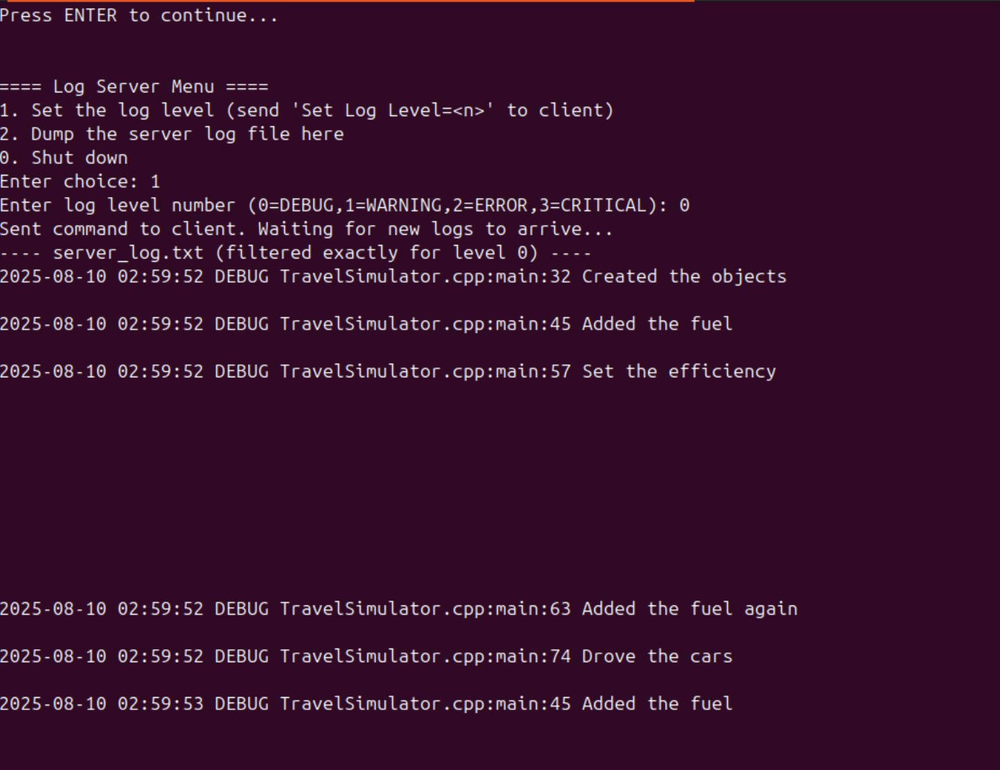 Press ENTER to continue...
==== Log Server Menu ====
1. Set the log level (send 'Set Log Level=<n>' to client)
2. Dump the server log file here
0. Shut down
Enter choice: 1
Enter log level number (0=DEBUG,1=WARNING,2=ERROR,3=CRITICAL): 0
Sent command to client. Waiting for new logs to arrive...
---- server_log.txt (filtered exactly for level 0) ----
2025-08-10 02:59:52 DEBUG TravelSimulator.cpp:main:32 Created the objects
2025-08-10 02:59:52 DEBUG TravelSimulator.cpp:main:45 Added the fuel
2025-08-10 02:59:52 DEBUG TravelSimulator.cpp:main:57 Set the efficiency
2025-08-10 02:59:52 DEBUG TravelSimulator.cpp:main:63 Added the fuel again
2025-08-10 02:59:52 DEBUG TravelSimulator.cpp:main:74 Drove the cars
2025-08-10 02:59:53 DEBUG TravelSimulator.cpp:main:45 Added the fuel